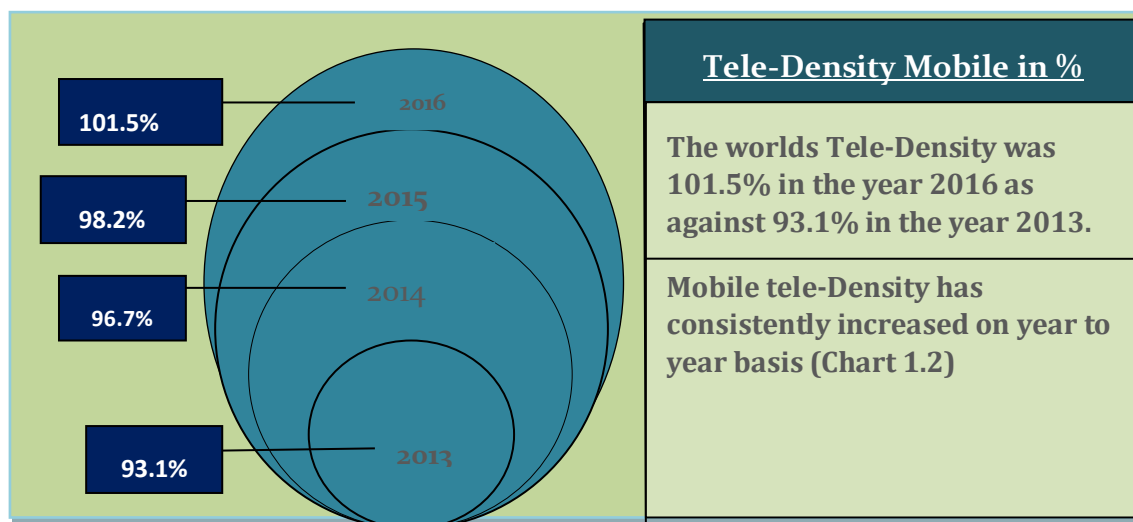 101.5%
2016
98.2%
2015
96.7%
2014
93.1%
2013
Tele-Density Mobile in %
The worlds Tele-Density was
101.5% in the year 2016 as
against 93.1% in the year 2013.
Mobile tele-Density has
consistently increased on year to
year basis (Chart 1.2)